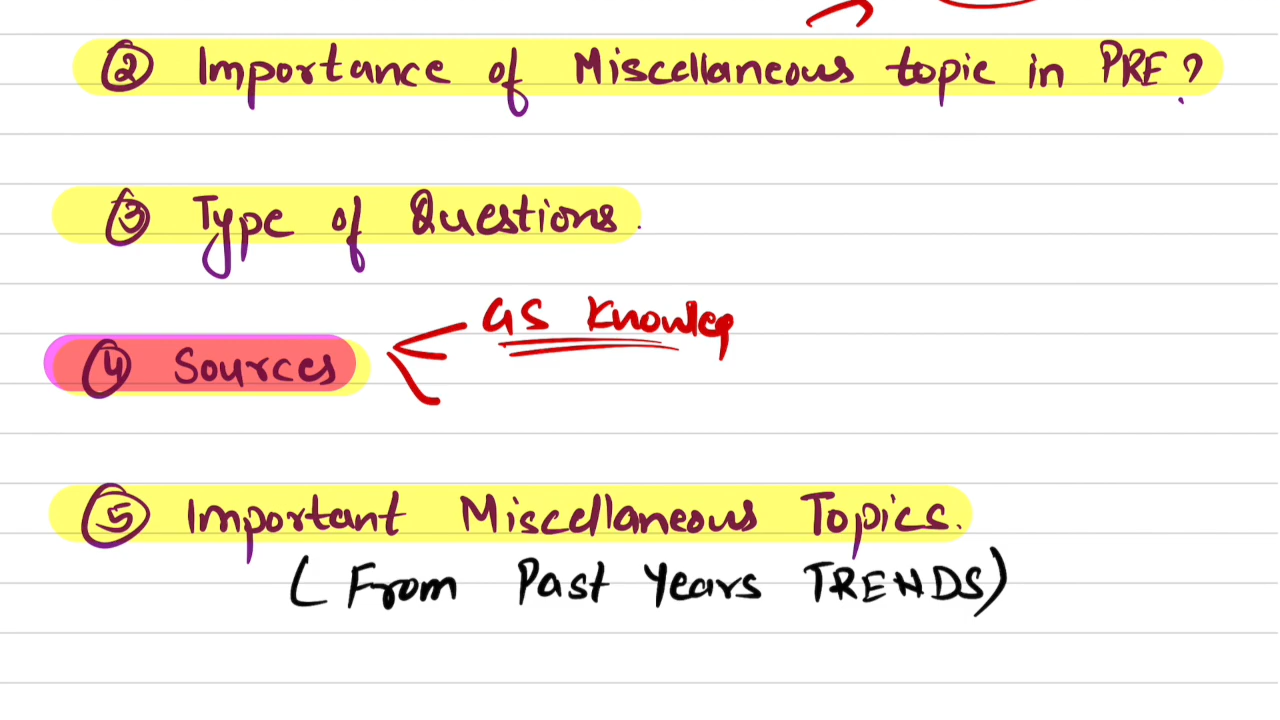 ② Importance of Miscellaneous topic in PRE?
③ Type of Questions.
GS Knowleg
④ Sources
⑤ Important Miscellaneous Topics.
(From Past Years TRENDS)